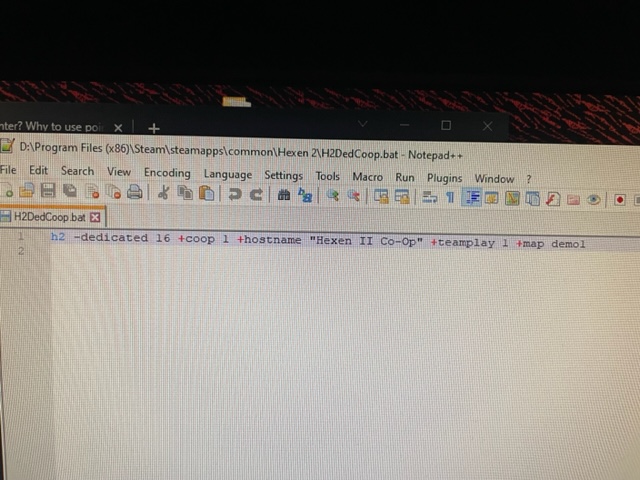 nter? Why to use poi
D:\Program Files (x86)\Steam\steamapps\common\Hexen 2\H2DedCoop.bat - Notepad++
File Edit Search View Encoding Language Settings Tools Macro Run Plugins Window ?
H2DedCoop.bat
1 h2 -dedicated 16 +coop 1 +hostname "Hexen II Co-Op" +teamplay 1 +map demo1
2